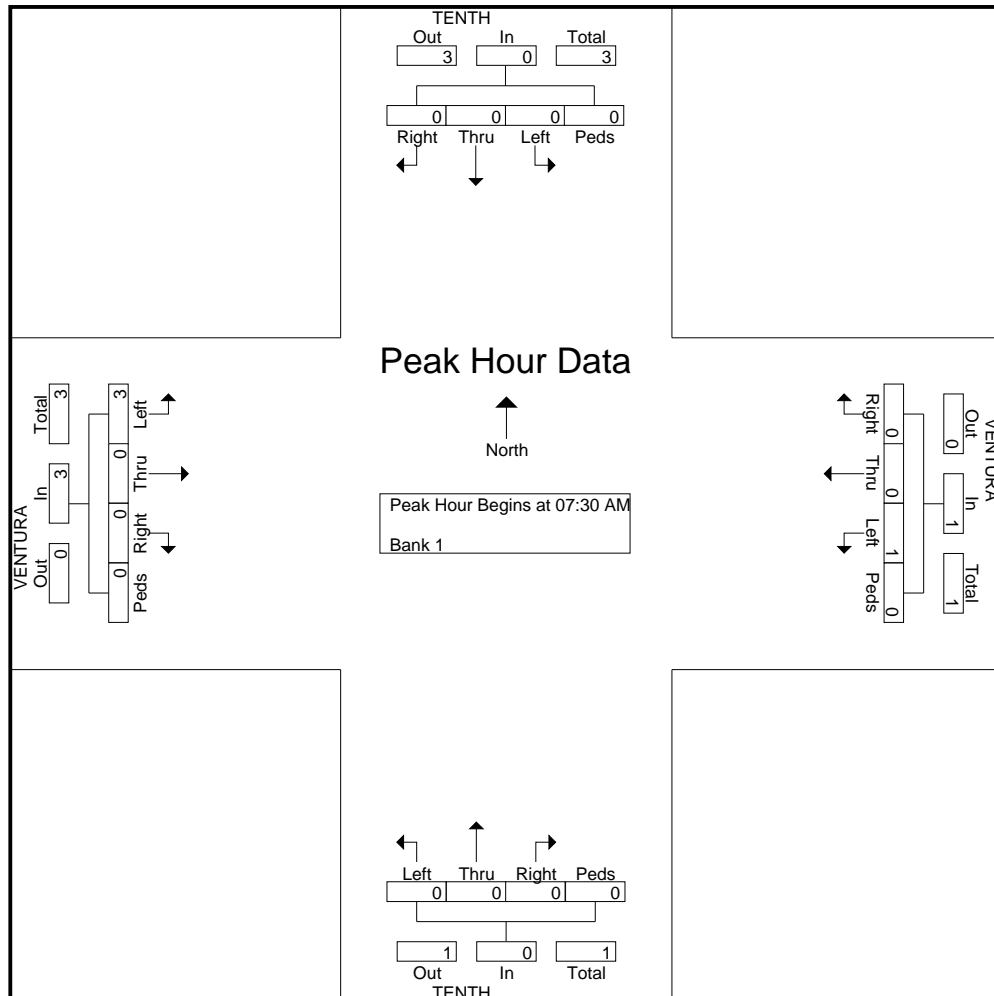 TENTH
Out In Total
3 0 3
0 0 0 0
Right Thru Left Peds
Peak Hour Data
North
Peak Hour Begins at 07:30 AM
Bank 1
VENTURA
Out In Total
0 3 3
3 0 0 0
Left Thru Right Peds
VENTURA
Out In Total
0 1 1
0 0 1 0
Right Thru Left Peds
Left Thru Right Peds
0 0 0 0
1 0 1
Out In Total
TENTH